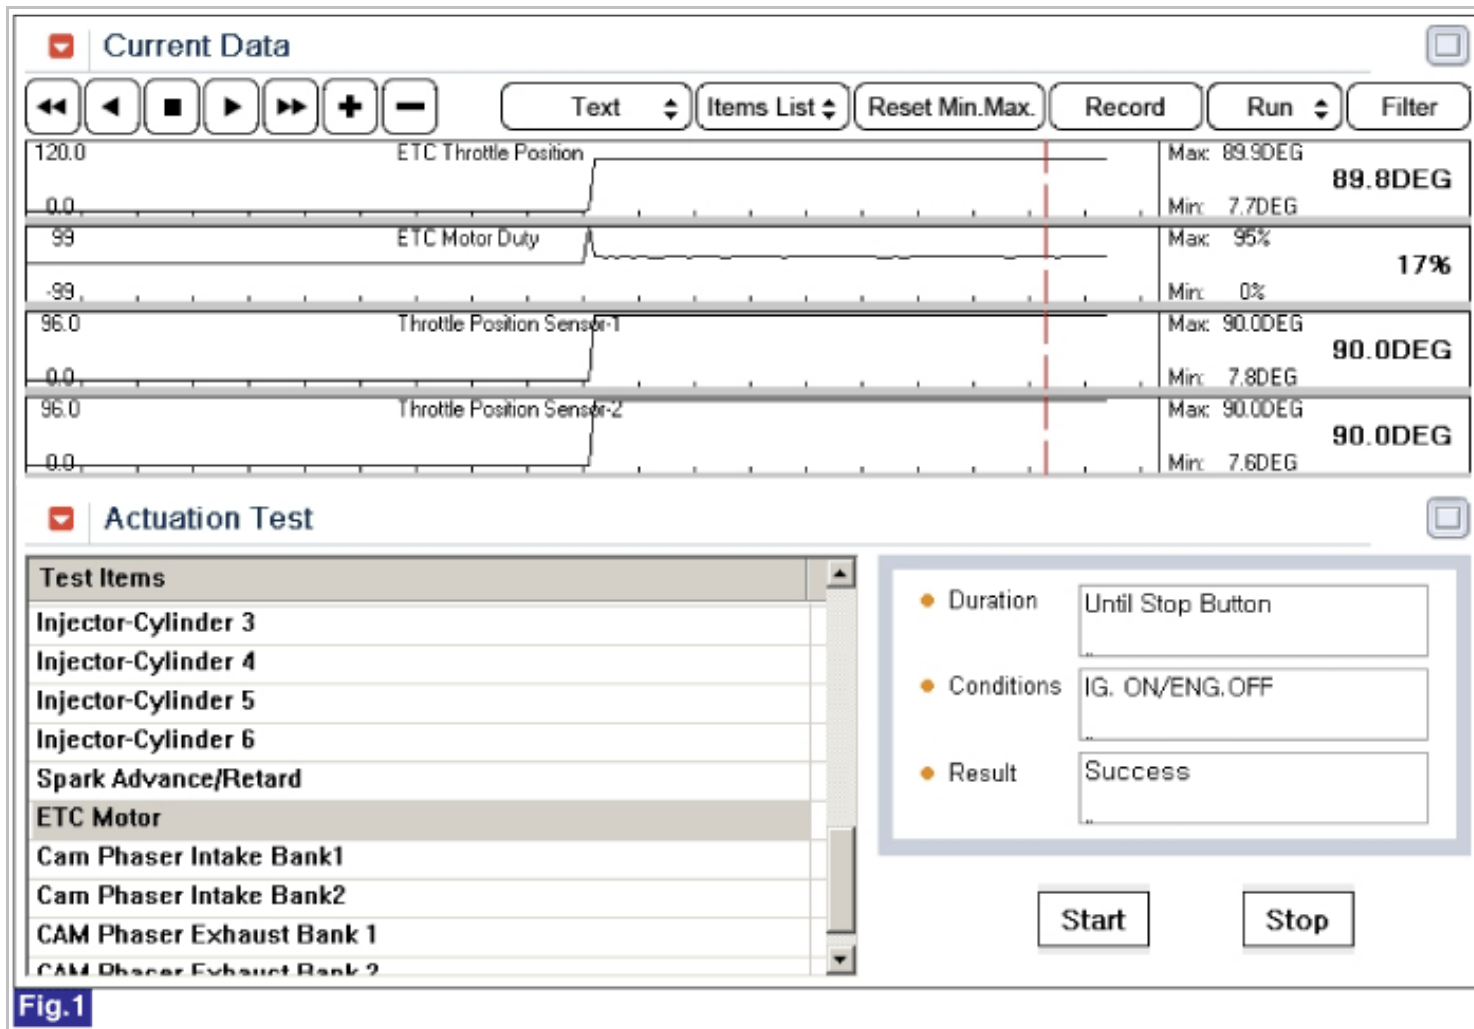 Current Data
Text Items List Reset Min.Max. Record Run Filter
120.0 ETC Throttle Position Max: 89.9DEG
89.8DEG
0.0 Min: 7.7DEG
99 ETC Motor Duty Max: 95%
17%
-99 Min: 0%
96.0 Throttle Position Sensor-1 Max: 90.0DEG
90.0DEG
0.0 Min: 7.8DEG
96.0 Throttle Position Sensor-2 Max: 90.0DEG
90.0DEG
0.0 Min: 7.6DEG
Actuation Test
Test Items
Injector-Cylinder 3
Injector-Cylinder 4
Injector-Cylinder 5
Injector-Cylinder 6
Spark Advance/Retard
ETC Motor
Cam Phaser Intake Bank1
Cam Phaser Intake Bank2
CAM Phaser Exhaust Bank 1
CAM Phaser Exhaust Bank 2
Duration Until Stop Button
Conditions IG. ON/ENG.OFF
Result Success
Start Stop
Fig.1